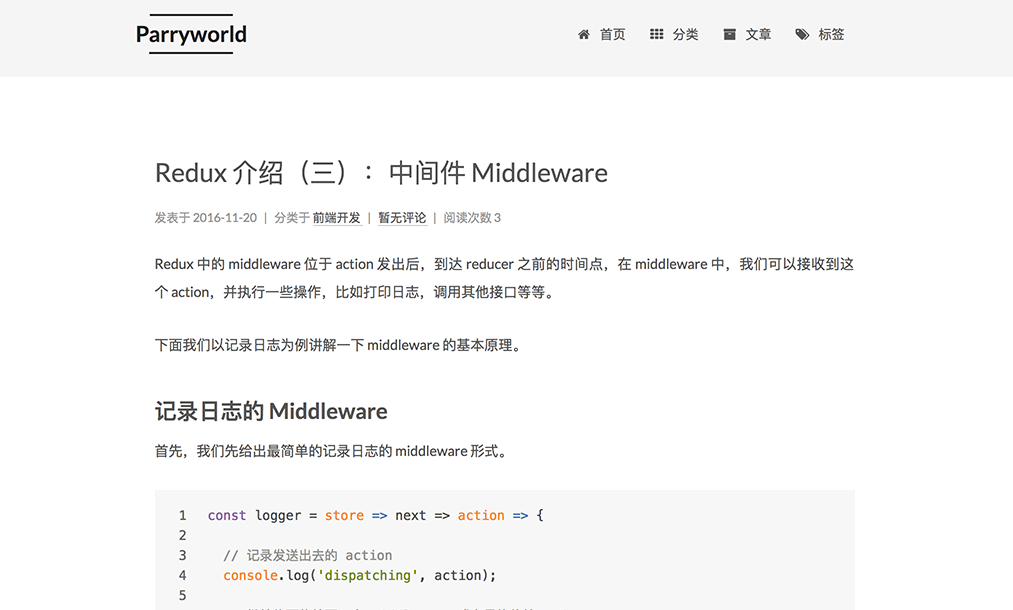 Parryworld
首页 分类 文章 标签
Redux 介绍（三）：中间件 Middleware
发表于 2016-11-20 | 分类于 前端开发 | 暂无评论 | 阅读次数 3
Redux 中的 middleware 位于 action 发出后，到达 reducer 之前的时间点，在 middleware 中，我们可以接收到这
个 action，并执行一些操作，比如打印日志，调用其他接口等等。
下面我们以记录日志为例讲解一下 middleware 的基本原理。
记录日志的 Middleware
首先，我们先给出最简单的记录日志的 middleware 形式。
1 const logger = store => next => action => {
2
3 // 记录发送出去的 action
4 console.log('dispatching', action);
5